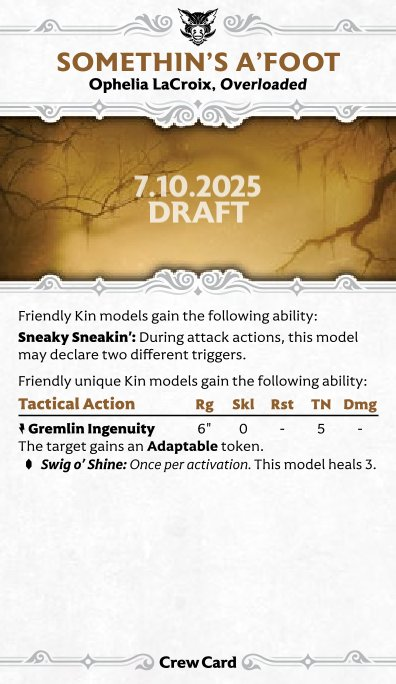 SOMETHIN'S A'FOOT
Ophelia LaCroix, Overloaded
7.10.2025
DRAFT
Friendly Kin models gain the following ability:
Sneaky Sneakin': During attack actions, this model
may declare two different triggers.
Friendly unique Kin models gain the following ability:
Tactical Action Rg Skl Rst TN Dmg
Gremlin Ingenuity 6" 0 - 5 -
The target gains an Adaptable token.
Swig o' Shine: Once per activation. This model heals 3.
Crew Card